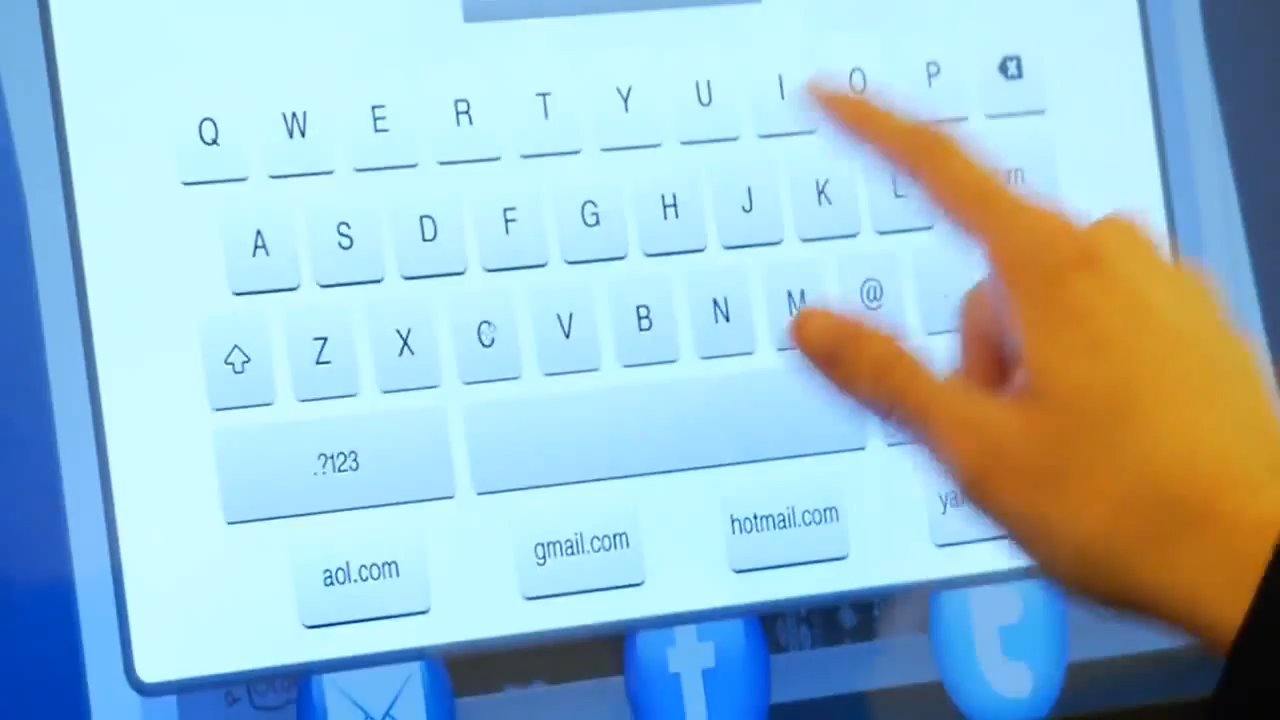 Q W E R T Y U I O P
A S D F G H J K L
Z X C V B N M @ .
.?123
aol.com gmail.com hotmail.com